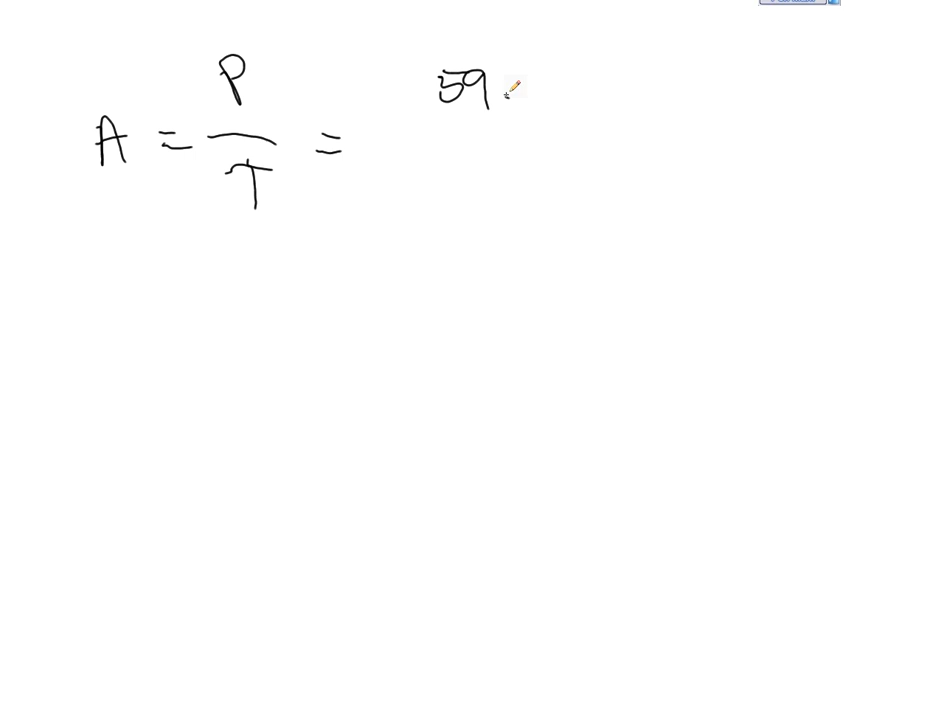 A = P/T = 59.